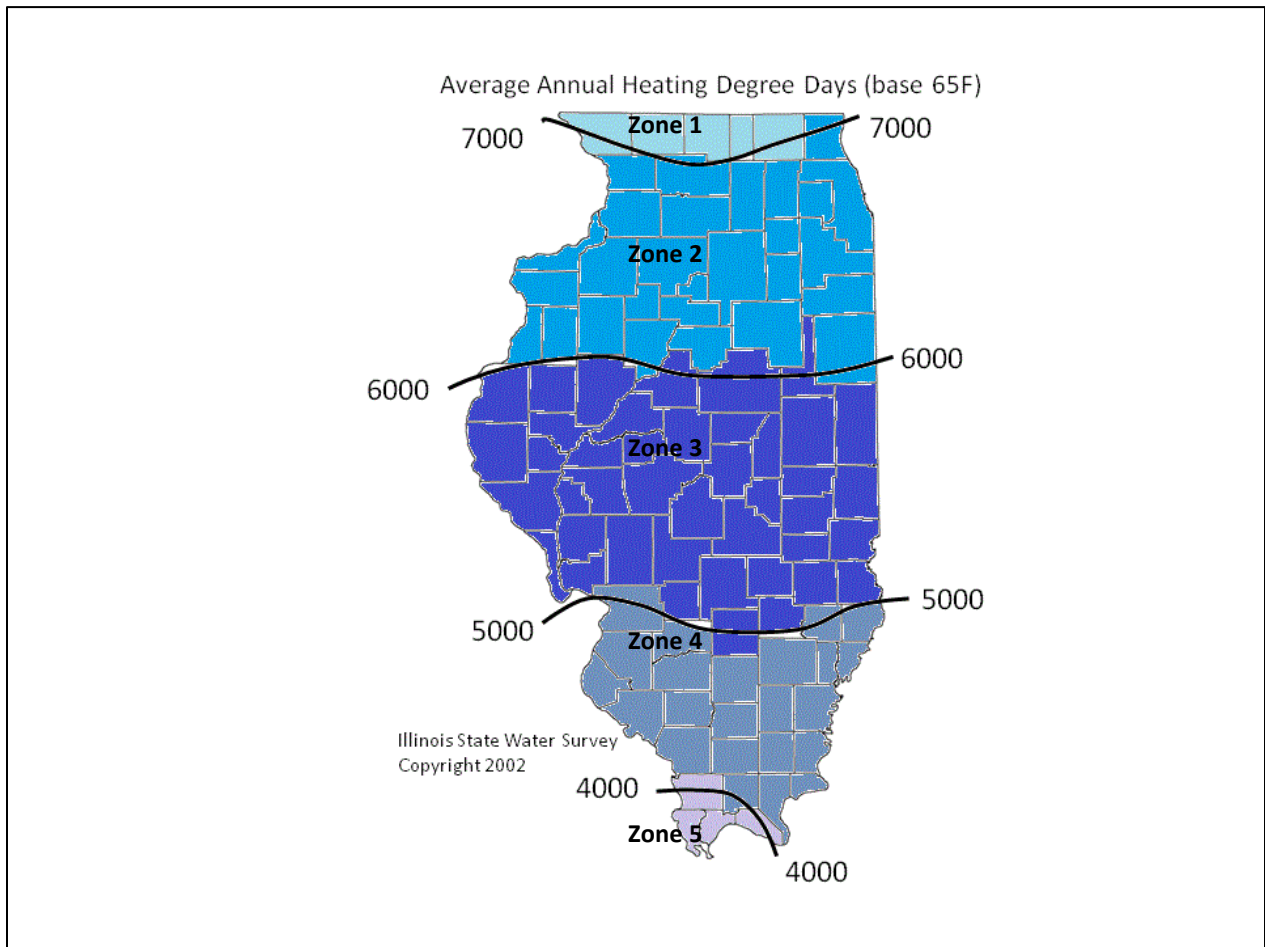 Average Annual Heating Degree Days (base 65F)
Zone 1
7000
7000
Zone 2
6000
6000
Zone 3
5000
5000
Zone 4
Illinois State Water Survey
Copyright 2002
4000
Zone 5
4000